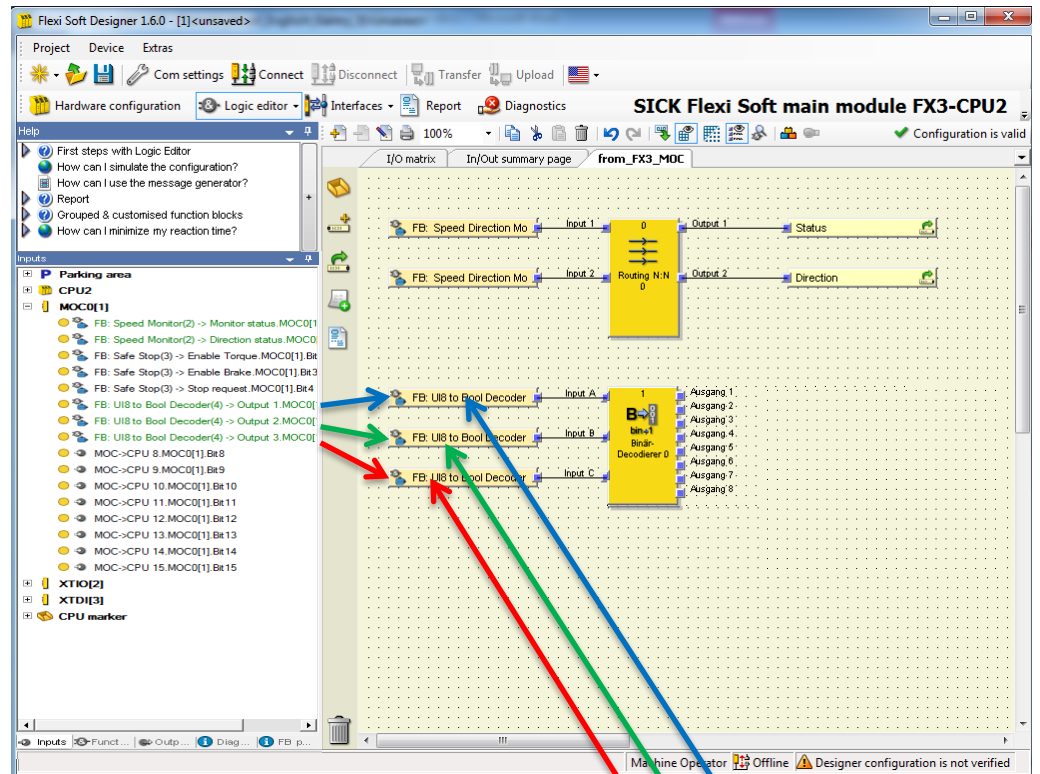 Flexi Soft Designer 1.6.0 - [1]<unsaved>
Project Device Extras
Com settings Connect Disconnect Transfer Upload
Hardware configuration Logic editor Interfaces Report Diagnostics SICK Flexi Soft main module FX3-CPU2
Help
100%
Configuration is valid
First steps with Logic Editor
How can I simulate the configuration?
How can I use the message generator?
Report
Grouped & customised function blocks
How can I minimize my reaction time?
I/O matrix In/Out summary page from_FX3_MOC
Inputs
P Parking area
CPU2
MOC0[1]
FB: Speed Monitor(2) -> Monitor status.MOC0[1
FB: Speed Monitor(2) -> Direction status.MOC0
FB: Safe Stop(3) -> Enable Torque.MOC0[1].Bit
FB: Safe Stop(3) -> Enable Brake.MOC0[1].Bit3
FB: Safe Stop(3) -> Stop request.MOC0[1].Bit4
FB: UI8 to Bool Decoder(4) -> Output 1.MOC0[
FB: UI8 to Bool Decoder(4) -> Output 2.MOC0[
FB: UI8 to Bool Decoder(4) -> Output 3.MOC0[
MOC->CPU 8.MOC0[1].Bit8
MOC->CPU 9.MOC0[1].Bit9
MOC->CPU 10.MOC0[1].Bit10
MOC->CPU 11.MOC0[1].Bit11
MOC->CPU 12.MOC0[1].Bit12
MOC->CPU 13.MOC0[1].Bit13
MOC->CPU 14.MOC0[1].Bit14
MOC->CPU 15.MOC0[1].Bit15
XTIO[2]
XTDI[3]
CPU marker
FB: Speed Direction Mo Input 1 0 Output 1 Status
FB: Speed Direction Mo Input 2 Routing N:N Output 2 Direction
0
FB: UI8 to Bool Decoder Input A 1 Ausgang 1
B
Ausgang 2
Ausgang 3
FB: UI8 to Bool Decoder Input B bin÷1 Ausgang 4
Binär-
Ausgang 5
Decodierer 0
Ausgang 6
FB: UI8 to Bool Decoder Input C Ausgang 7
Ausgang 8
Inputs Funct... Outp... Diag... FB p...
Machine Operator Offline Designer configuration is not verified